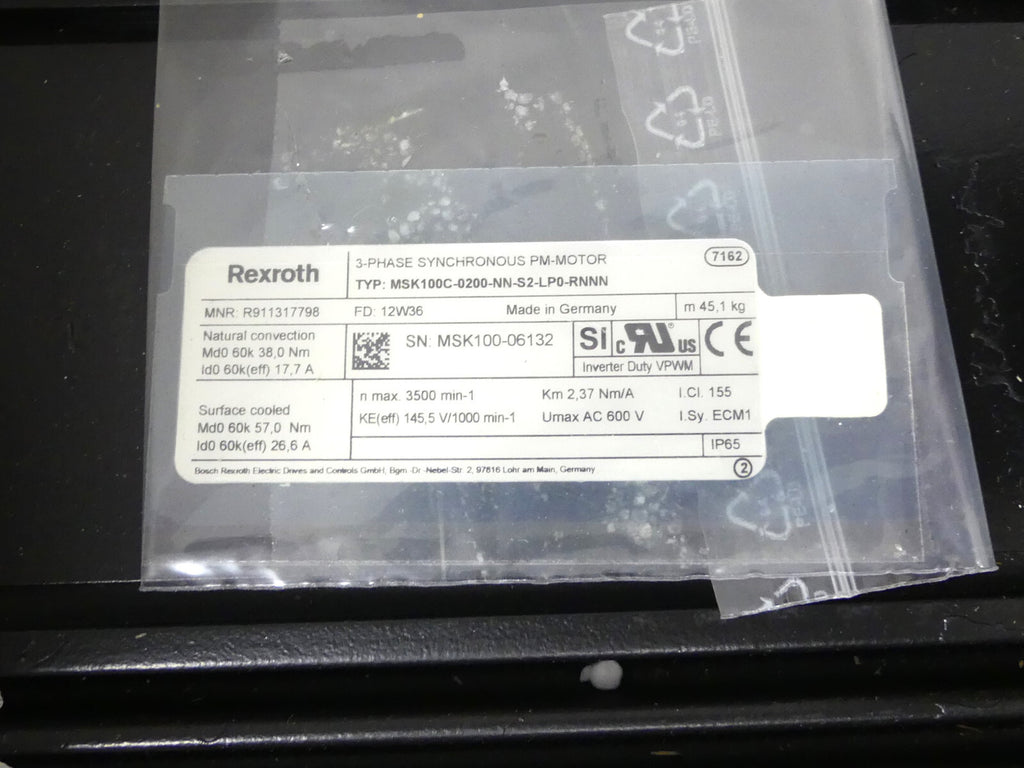 Rexroth
3-PHASE SYNCHRONOUS PM-MOTOR
7162
TYP: MSK100C-0200-NN-S2-LP0-RNNN
MNR: R911317798
FD: 12W36
Made in Germany
m 45,1 kg
Natural convection
Md0 60k 38,0 Nm
Id0 60k(eff) 17,7 A
SN: MSK100-06132
SI
c RU ® US
CE
Inverter Duty VPWM
Surface cooled
Md0 60k 57,0 Nm
Id0 60k(eff) 26,6 A
n max. 3500 min-1
Km 2,37 Nm/A
I.Cl. 155
KE(eff) 145,5 V/1000 min-1
Umax AC 600 V
I.Sy. ECM1
IP65
Bosch Rexroth Electric Drives and Controls GmbH, Bgm.-Dr.-Nebel-Str. 2, 97816 Lohr am Main, Germany
2